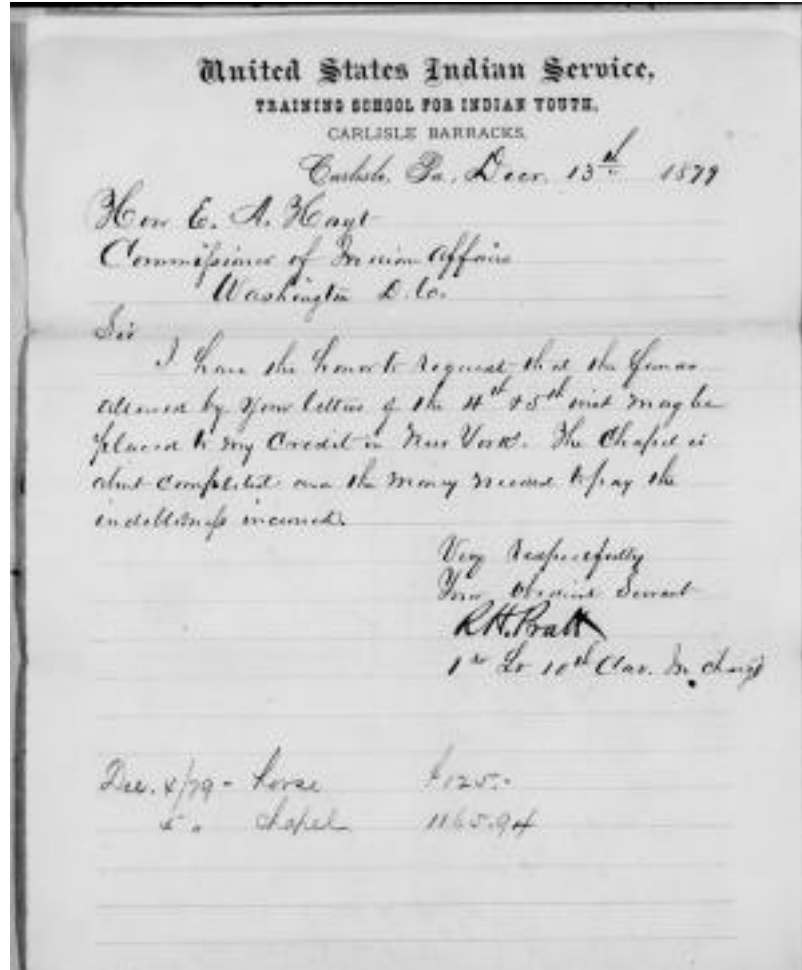 United States Indian Service,
TRAINING SCHOOL FOR INDIAN YOUTH,
CARLISLE BARRACKS,
Carlisle, Pa. Decr. 13th 1879
Hon E. A. Hayt
Commissioner of Indian Affairs
Washington D. Co.
Sir
I have the honor to request that the funds
allowed by your letters of the 4th & 5th inst may be
placed to my Credit in New York. The Chapel is
about completed and the money needed to pay the
indebtedness incurred.
Very Respectfully
Your Obedient Servant
R.H. Pratt
1st Lt 10th Cav. In charge
Dec. 4/79 - horse $125.-
5 " chapel 1165.94